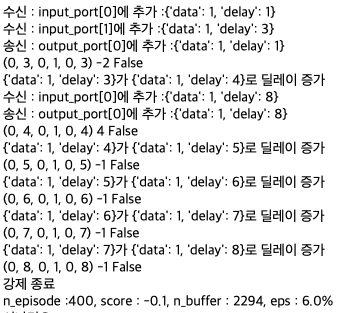 수신 : input_port[0]에 추가 :{'data': 1, 'delay': 1}
수신 : input_port[1]에 추가 :{'data': 1, 'delay': 3}
송신 : output_port[0]에 추가 :{'data': 1, 'delay': 1}
(0, 3, 0, 1, 0, 3) -2 False
{'data': 1, 'delay': 3}가 {'data': 1, 'delay': 4}로 딜레이 증가
수신 : input_port[0]에 추가 :{'data': 1, 'delay': 8}
송신 : output_port[0]에 추가 :{'data': 1, 'delay': 8}
(0, 4, 0, 1, 0, 4) 4 False
{'data': 1, 'delay': 4}가 {'data': 1, 'delay': 5}로 딜레이 증가
(0, 5, 0, 1, 0, 5) -1 False
{'data': 1, 'delay': 5}가 {'data': 1, 'delay': 6}로 딜레이 증가
(0, 6, 0, 1, 0, 6) -1 False
{'data': 1, 'delay': 6}가 {'data': 1, 'delay': 7}로 딜레이 증가
(0, 7, 0, 1, 0, 7) -1 False
{'data': 1, 'delay': 7}가 {'data': 1, 'delay': 8}로 딜레이 증가
(0, 8, 0, 1, 0, 8) -1 False
강제 종료
n_episode :400, score : -0.1, n_buffer : 2294, eps : 6.0%